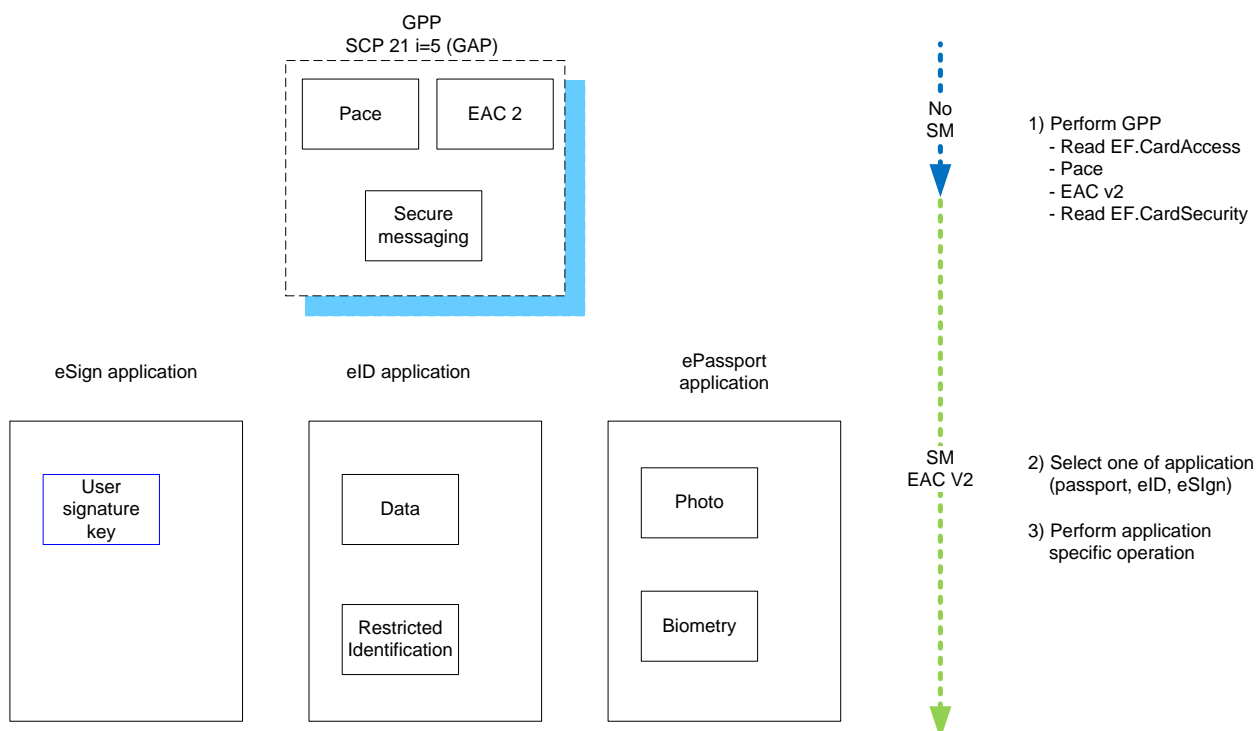 GPP
SCP 21 i=5 (GAP)
Pace
EAC 2
Secure
messaging
No
SM
1) Perform GPP
- Read EF.CardAccess
- Pace
- EAC v2
- Read EF.CardSecurity
eSign application
eID application
ePassport
application
User
signature
key
Data
Restricted
Identification
Photo
Biometry
SM
EAC V2
2) Select one of application
(passport, eID, eSIgn)
3) Perform application
specific operation